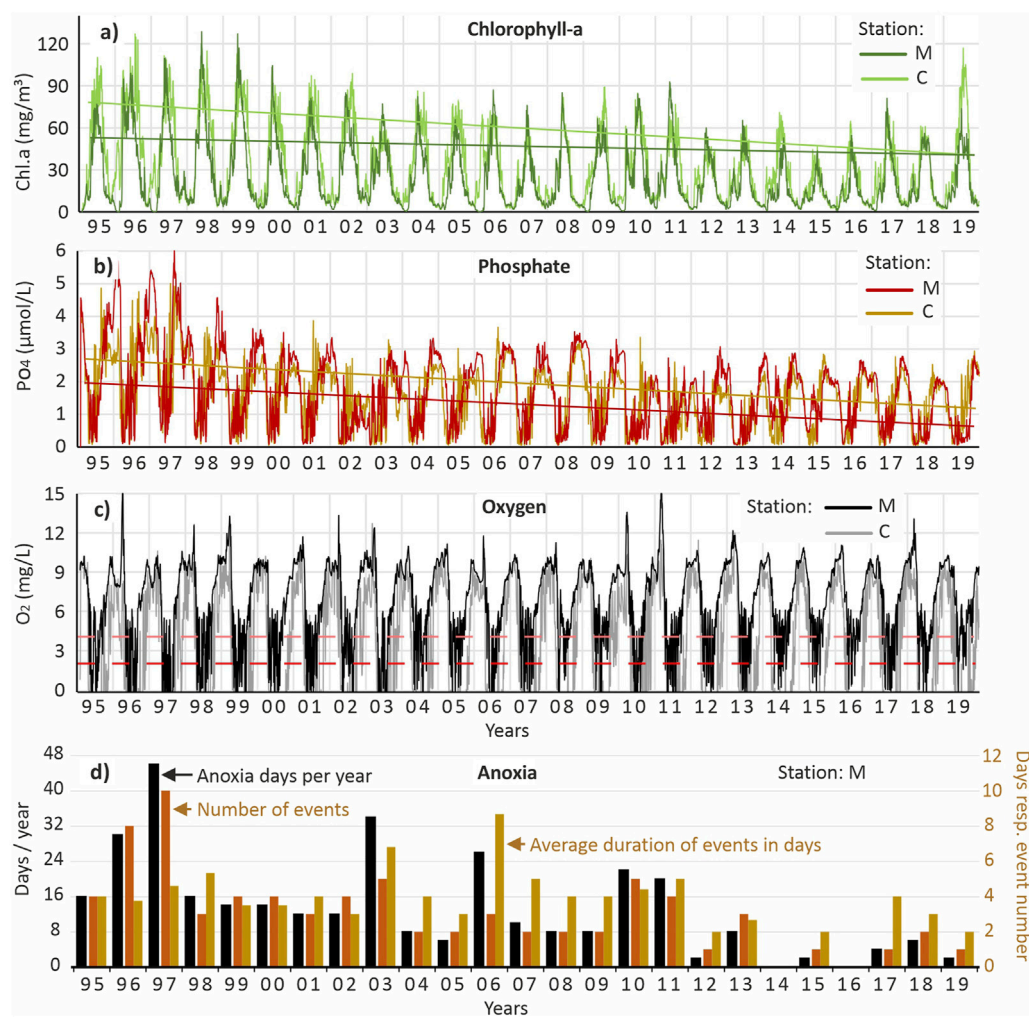 a)
Chlorophyll-a
Station:
M
C
Chl.a (mg/m³)
120
90
60
30
0
95 96 97 98 99 00 01 02 03 04 05 06 07 08 09 10 11 12 13 14 15 16 17 18 19
b)
Phosphate
Station:
M
C
PO4 (µmol/L)
6
5
4
3
2
1
0
95 96 97 98 99 00 01 02 03 04 05 06 07 08 09 10 11 12 13 14 15 16 17 18 19
c)
Oxygen
Station:
M
C
O2 (mg/L)
15
12
9
6
3
0
95 96 97 98 99 00 01 02 03 04 05 06 07 08 09 10 11 12 13 14 15 16 17 18 19
Years
d)
Anoxia
Station: M
Anoxia days per year
Number of events
Average duration of events in days
Days / year
48
40
32
24
16
8
0
Days resp. event number
12
10
8
6
4
2
0
95 96 97 98 99 00 01 02 03 04 05 06 07 08 09 10 11 12 13 14 15 16 17 18 19
Years